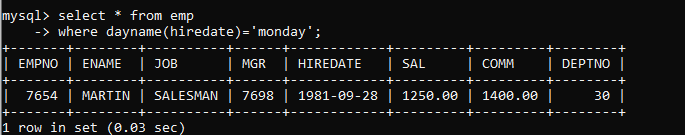 mysql> select * from emp
    -> where dayname(hiredate)='monday';
+-------+--------+----------+------+------------+---------+---------+--------+
| EMPNO | ENAME  | JOB      | MGR  | HIREDATE   | SAL     | COMM    | DEPTNO |
+-------+--------+----------+------+------------+---------+---------+--------+
|  7654 | MARTIN | SALESMAN | 7698 | 1981-09-28 | 1250.00 | 1400.00 |     30 |
+-------+--------+----------+------+------------+---------+---------+--------+
1 row in set (0.03 sec)